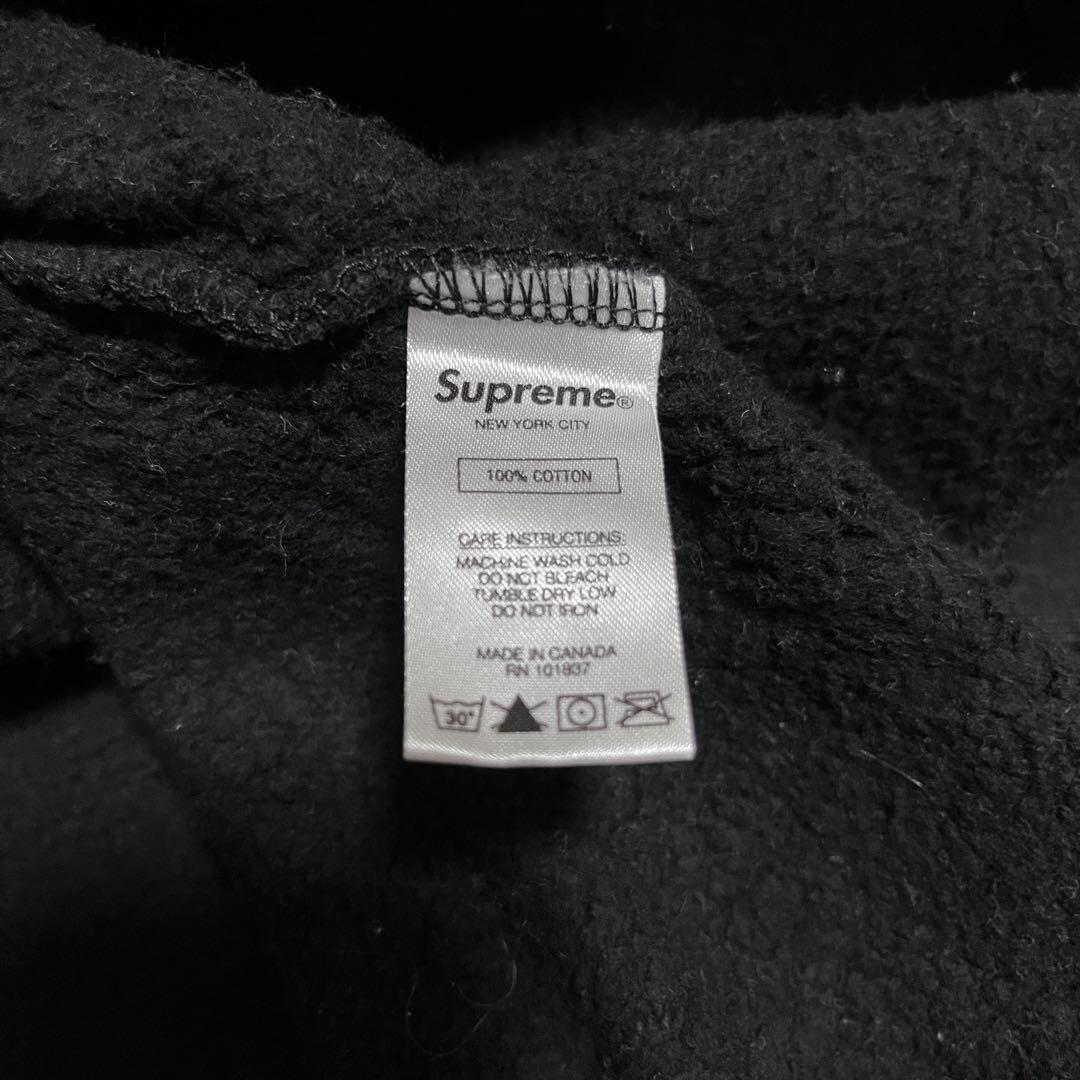 Supreme®
NEW YORK CITY
100% COTTON
CARE INSTRUCTIONS:
MACHINE WASH COLD
DO NOT BLEACH
TUMBLE DRY LOW
DO NOT IRON
MADE IN CANADA
RN 101837
30°